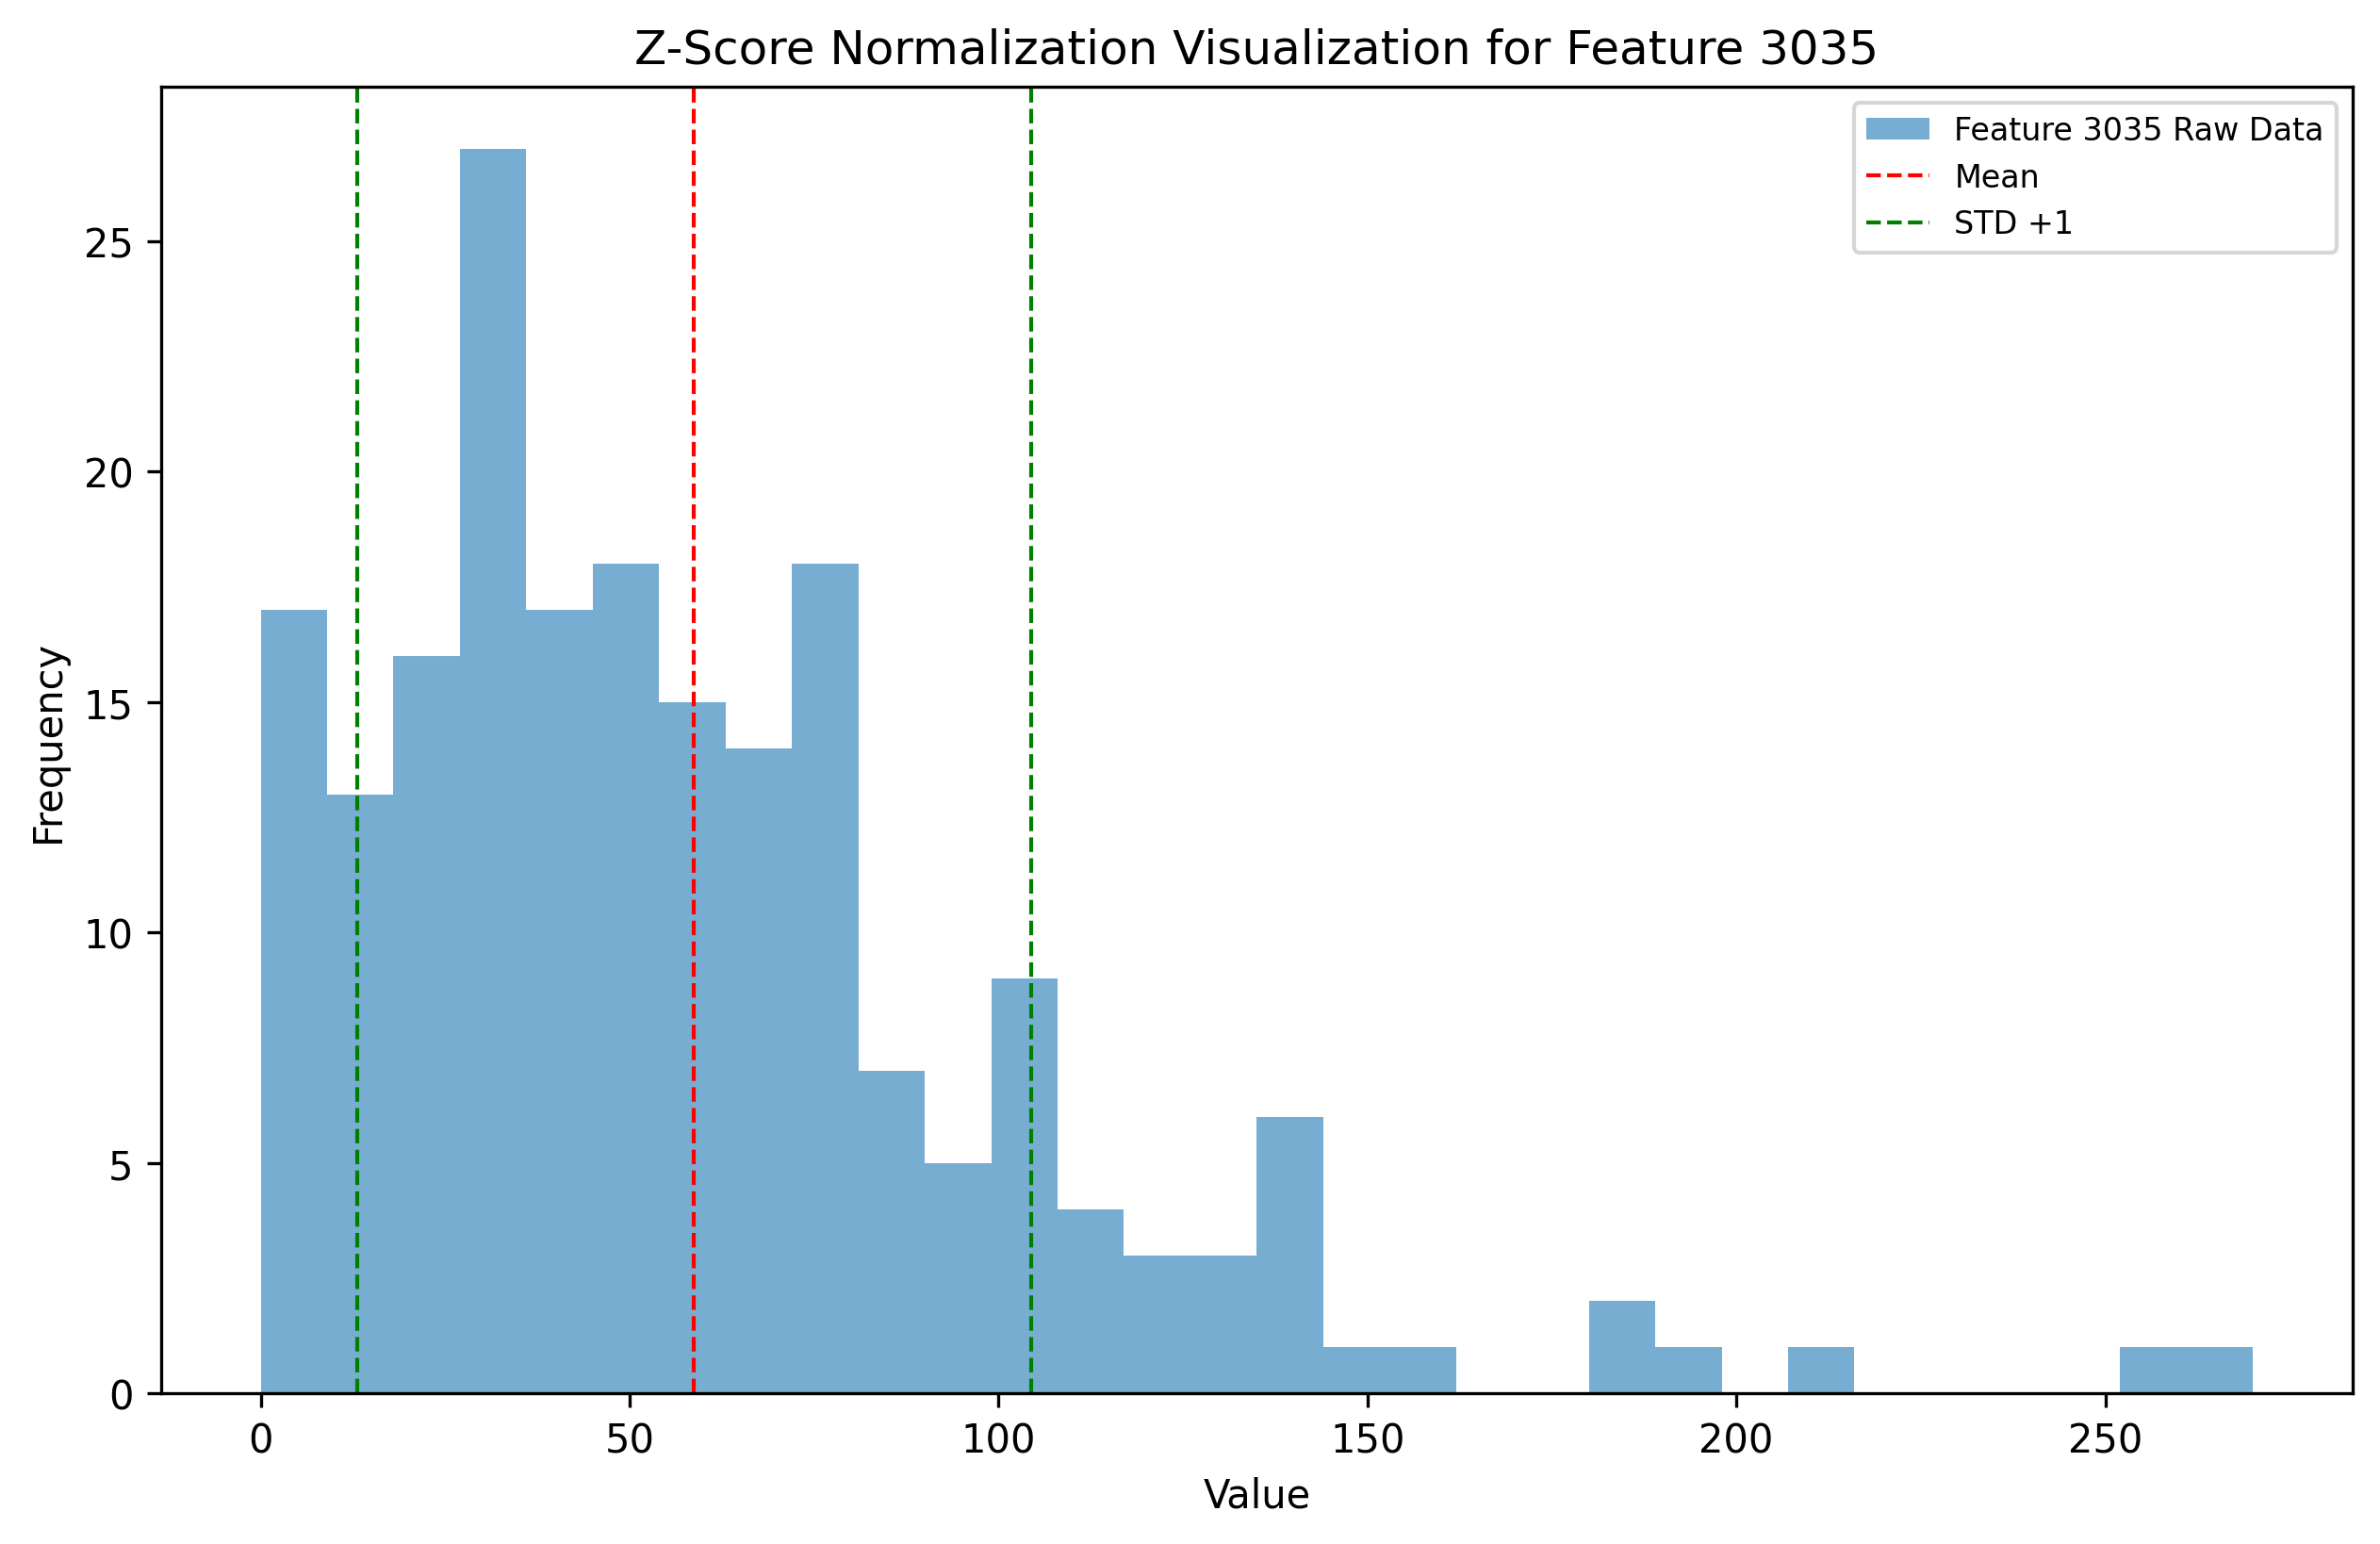 Z-Score Normalization Visualization for Feature 3035
Feature 3035 Raw Data
Mean
STD +1
25
20
15
10
5
0
Frequency
0 50 100 150 200 250
Value